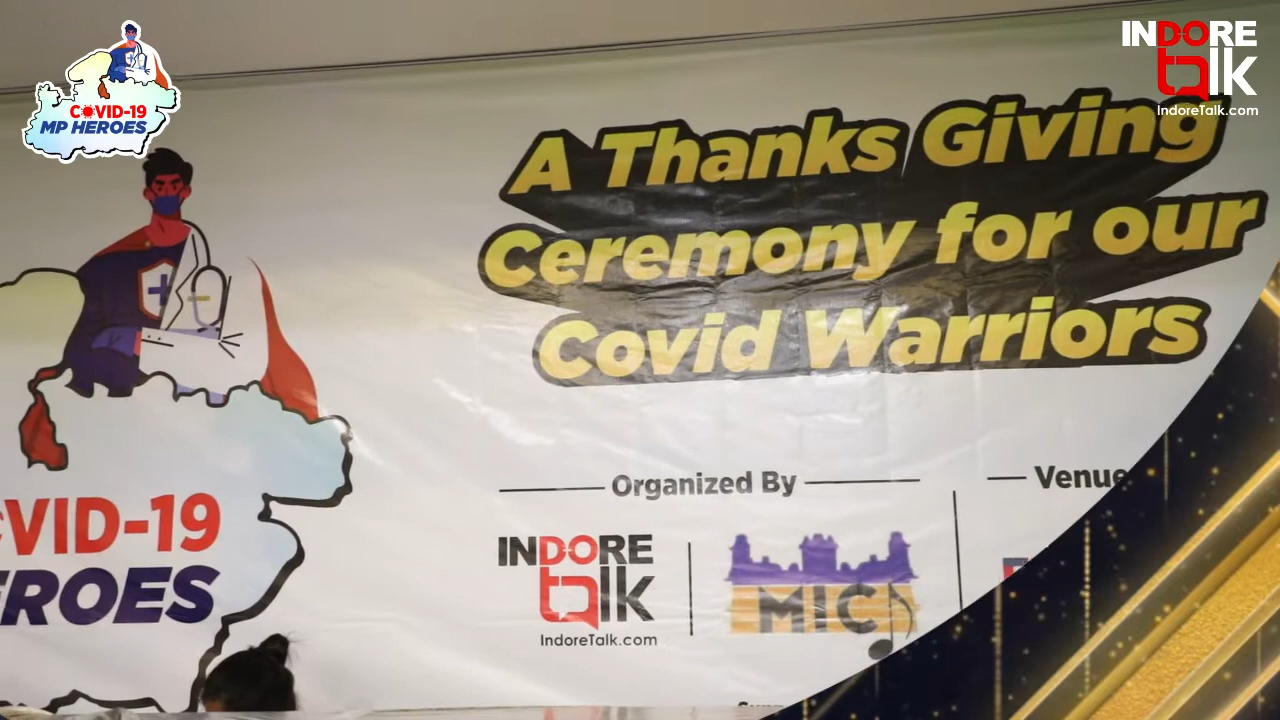 COVID-19
MP HEROES
INDORE
talk
IndoreTalk.com
A Thanks Giving
Ceremony for our
Covid Warriors
Organized By
Venue
VID-19
EROES
INDORE
talk
IndoreTalk.com
MIC